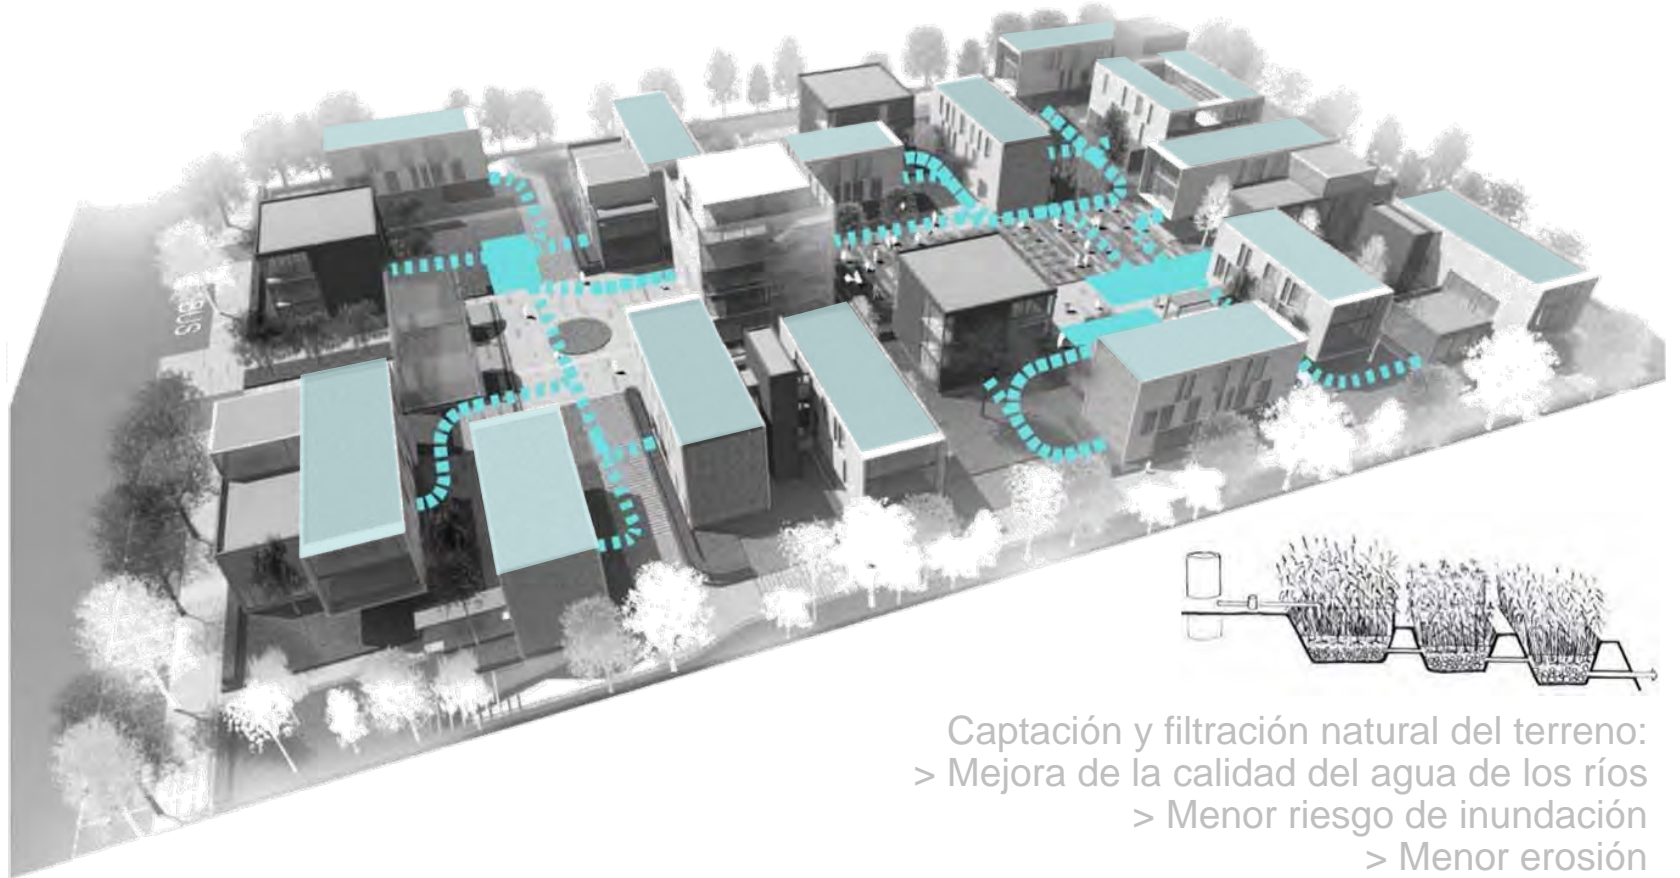 BUS
Captación y filtración natural del terreno:
> Mejora de la calidad del agua de los ríos
> Menor riesgo de inundación
> Menor erosión